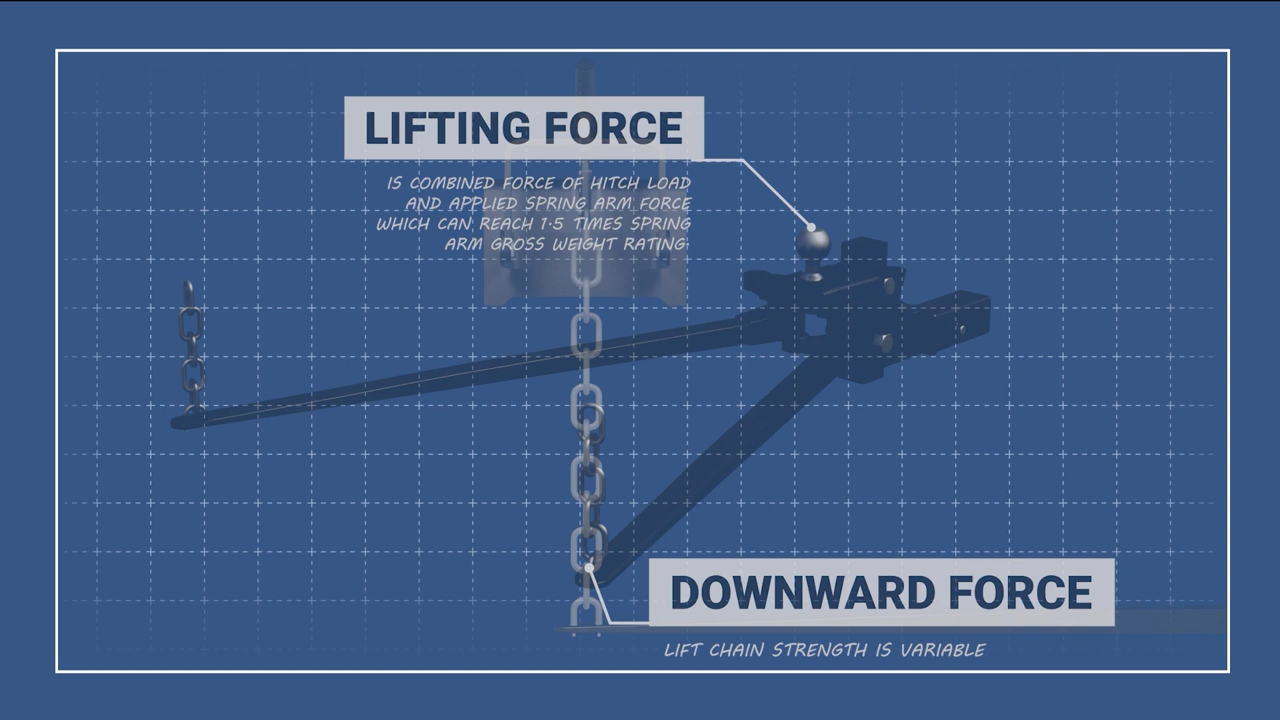 LIFTING FORCE
IS COMBINED FORCE OF HITCH LOAD
AND APPLIED SPRING ARM FORCE
WHICH CAN REACH 1.5 TIMES SPRING
ARM GROSS WEIGHT RATING.
DOWNWARD FORCE
LIFT CHAIN STRENGTH IS VARIABLE